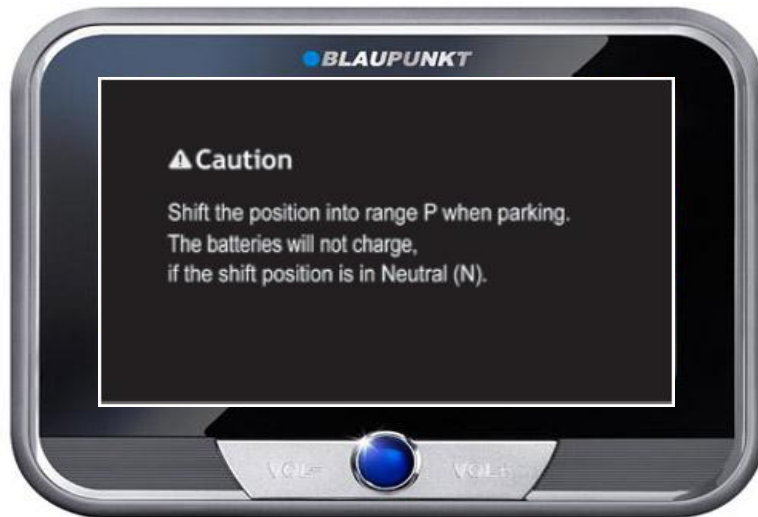 BLAUPUNKT
Caution
Shift the position into range P when parking.
The batteries will not charge,
if the shift position is in Neutral (N).
VOL- VOL+